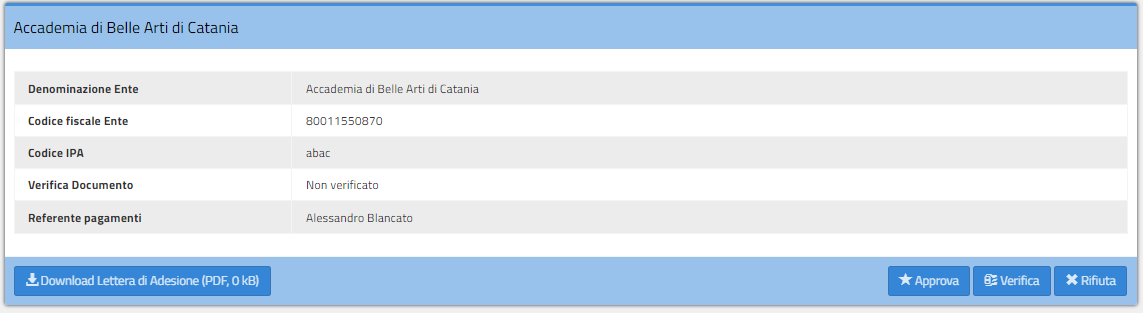 Accademia di Belle Arti di Catania
Denominazione Ente Accademia di Belle Arti di Catania
Codice fiscale Ente 80011550870
Codice IPA abac
Verifica Documento Non verificato
Referente pagamenti Alessandro Blancato
Download Lettera di Adesione (PDF, 0 kB) Approva Verifica Rifiuta